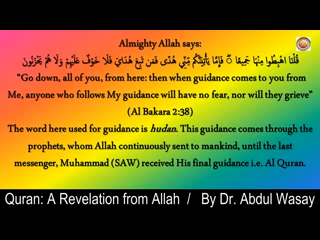 Almighty Allah says:
قُلْنَا اهْبِطُوا مِنْهَا جَمِيعًا ۖ فَإِمَّا يَأْتِيَنَّكُم مِّنِّي هُدًى فَمَن تَبِعَ هُدَايَ فَلَا خَوْفٌ عَلَيْهِمْ وَلَا هُمْ يَحْزَنُونَ
“Go down, all of you, from here: then when guidance comes to you from
Me, anyone who follows My guidance will have no fear, nor will they grieve”
(Al Bakara 2:38)
The word here used for guidance is hudan. This guidance comes through the
prophets, whom Allah continuously sent to mankind, until the last
messenger, Muhammad (SAW) received His final guidance i.e. Al Quran.
Quran: A Revelation from Allah / By Dr. Abdul Wasay